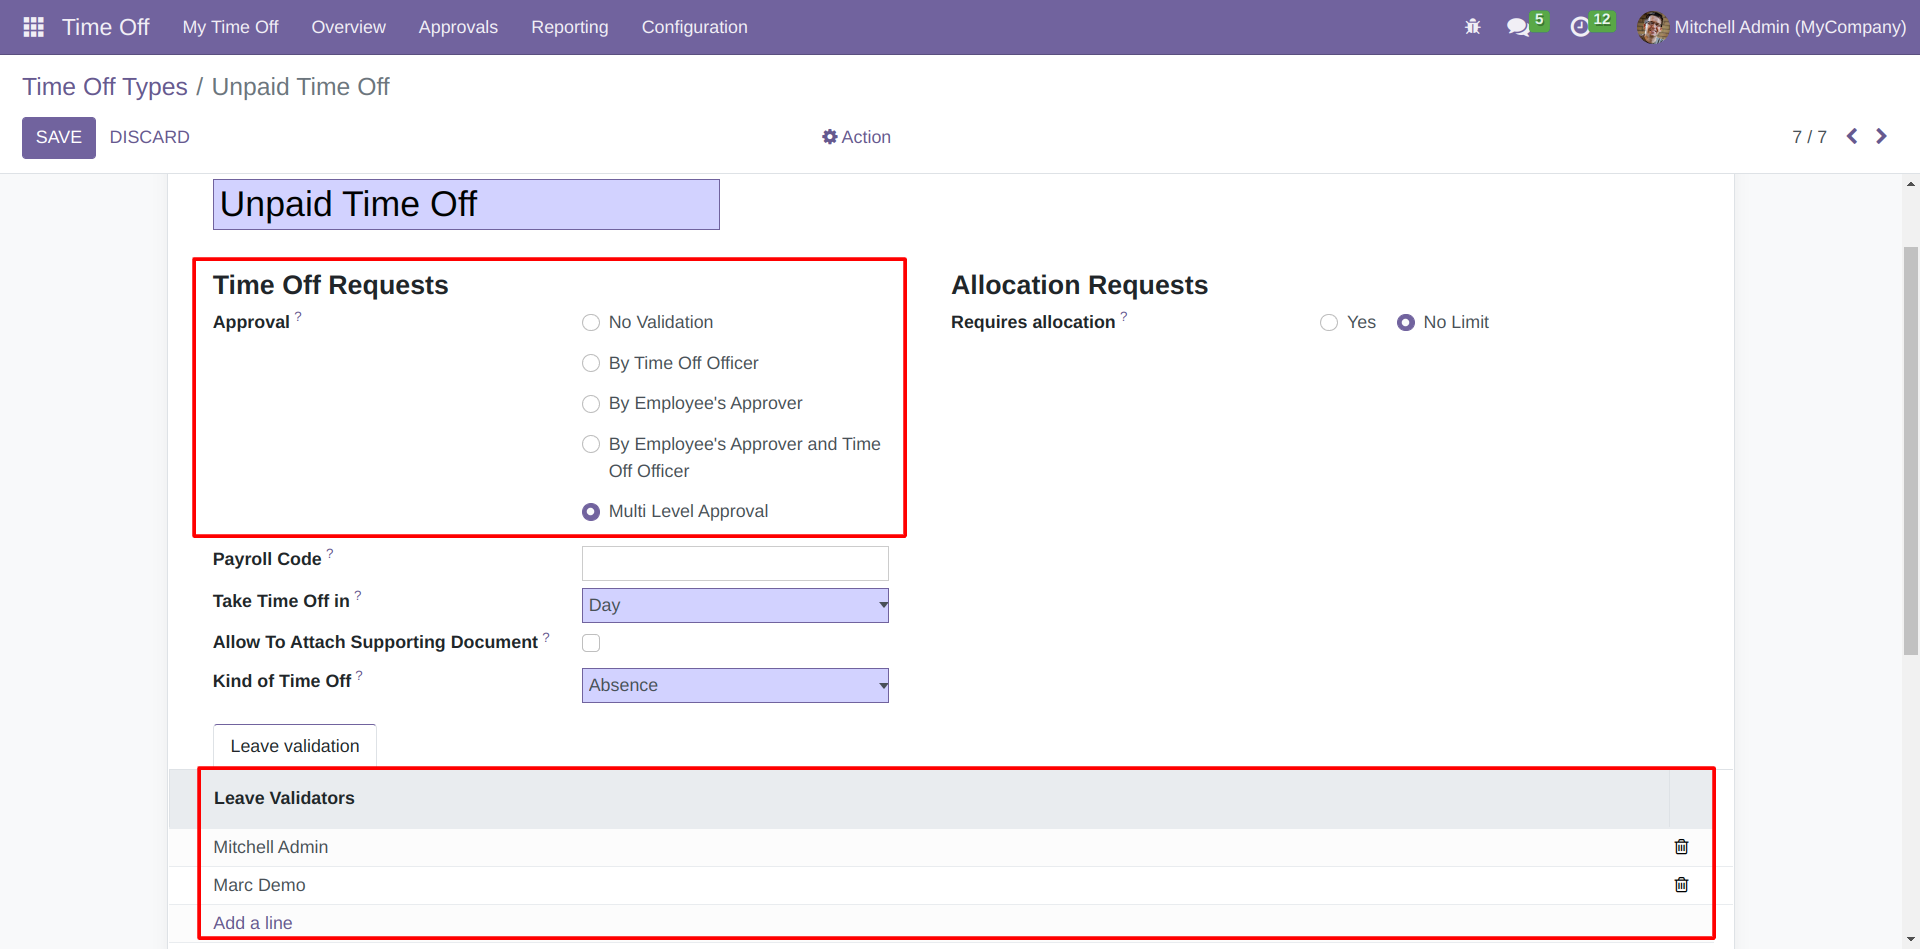 Time Off My Time Off Overview Approvals Reporting Configuration 5 12 Mitchell Admin (MyCompany)
Time Off Types / Unpaid Time Off
SAVE DISCARD Action 7 / 7
Unpaid Time Off
Time Off Requests
Approval ?
No Validation
By Time Off Officer
By Employee's Approver
By Employee's Approver and Time
Off Officer
Multi Level Approval
Payroll Code ?
Take Time Off in ? Day
Allow To Attach Supporting Document ?
Kind of Time Off ? Absence
Allocation Requests
Requires allocation ? Yes No Limit
Leave validation
Leave Validators
Mitchell Admin
Marc Demo
Add a line